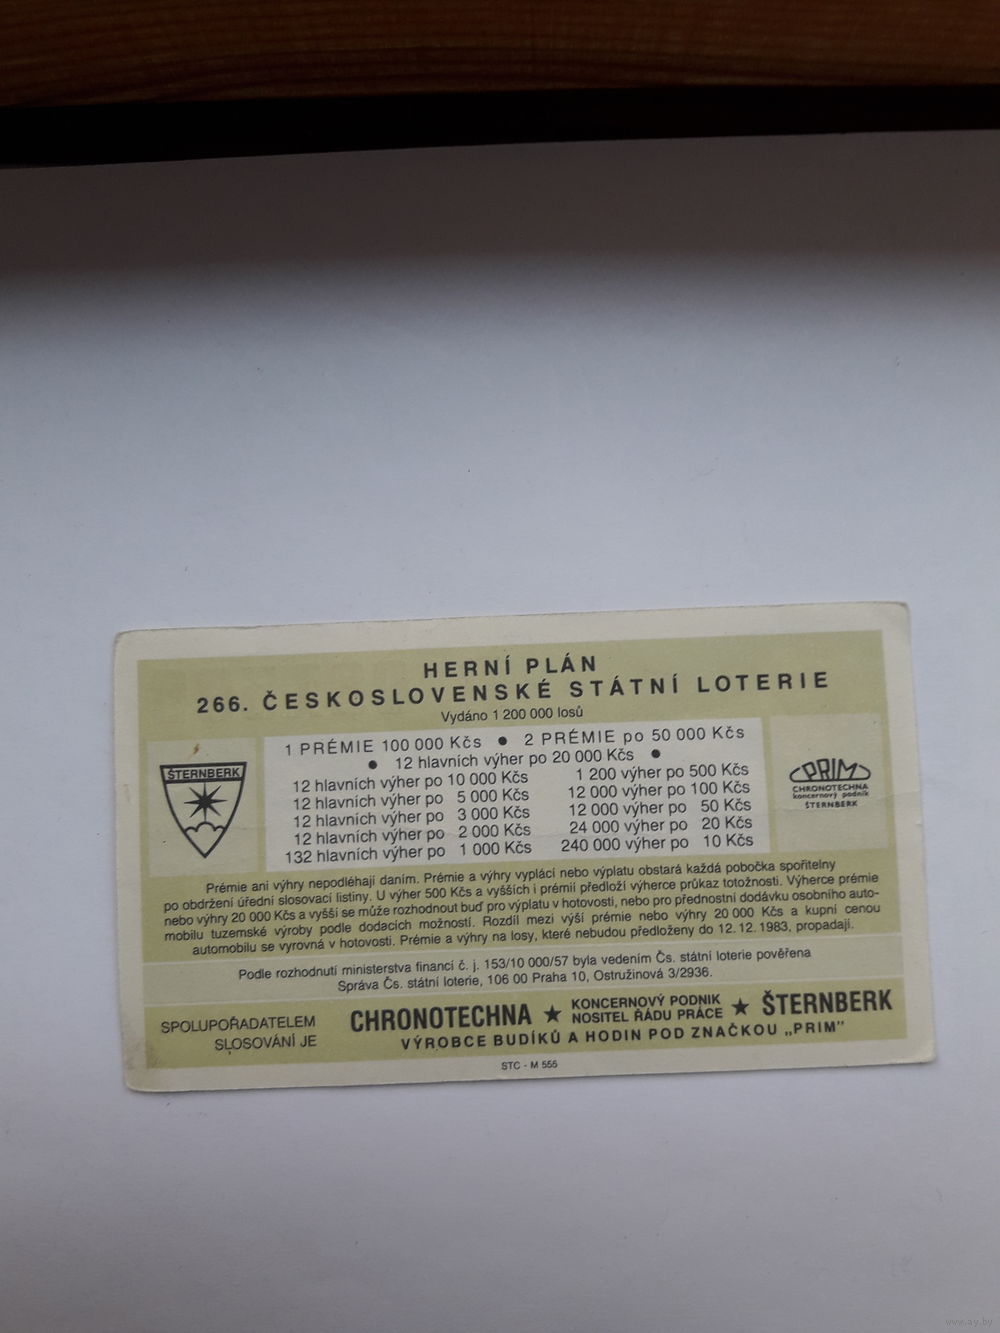 HERNÍ PLÁN
266. ČESKOSLOVENSKÉ STÁTNÍ LOTERIE
Vydáno 1 200 000 losů
ŠTERNBERK
1 PRÉMIE 100 000 Kčs ● 2 PRÉMIE po 50 000 Kčs
● 12 hlavních výher po 20 000 Kčs ●
12 hlavních výher po 10 000 Kčs 1 200 výher po 500 Kčs
12 hlavních výher po 5 000 Kčs 12 000 výher po 100 Kčs
12 hlavních výher po 3 000 Kčs 12 000 výher po 50 Kčs
12 hlavních výher po 2 000 Kčs 24 000 výher po 20 Kčs
132 hlavních výher po 1 000 Kčs 240 000 výher po 10 Kčs
PRIM
CHRONOTECHNA
koncernový podnik
ŠTERNBERK
Prémie ani výhry nepodléhají daním. Prémie a výhry vyplácí nebo výplatu obstará každá pobočka spořitelny
po obdržení úřední slosovací listiny. U výher 500 Kčs a vyšších i prémií předloží výherce průkaz totožnosti. Výherce prémie
nebo výhry 20 000 Kčs a vyšší se může rozhodnout buď pro výplatu v hotovosti, nebo pro přednostní dodávku osobního auto-
mobilu tuzemské výroby podle dodacích možností. Rozdíl mezi výší prémie nebo výhry 20 000 Kčs a kupní cenou
automobilu se vyrovná v hotovosti. Prémie a výhry na losy, které nebudou předloženy do 12. 12. 1983, propadají.
Podle rozhodnutí ministerstva financí č. j. 153/10 000/57 byla vedením Čs. státní loterie pověřena
Správa Čs. státní loterie, 106 00 Praha 10, Ostružinová 3/2936.
SPOLUPOŘADATELEM
SLOSOVÁNÍ JE
CHRONOTECHNA ★ KONCERNOVÝ PODNIK
NOSITEL ŘÁDU PRÁCE ★ ŠTERNBERK
VÝROBCE BUDÍKŮ A HODIN POD ZNAČKOU „PRIM"
STC - M 555
www.ay.by